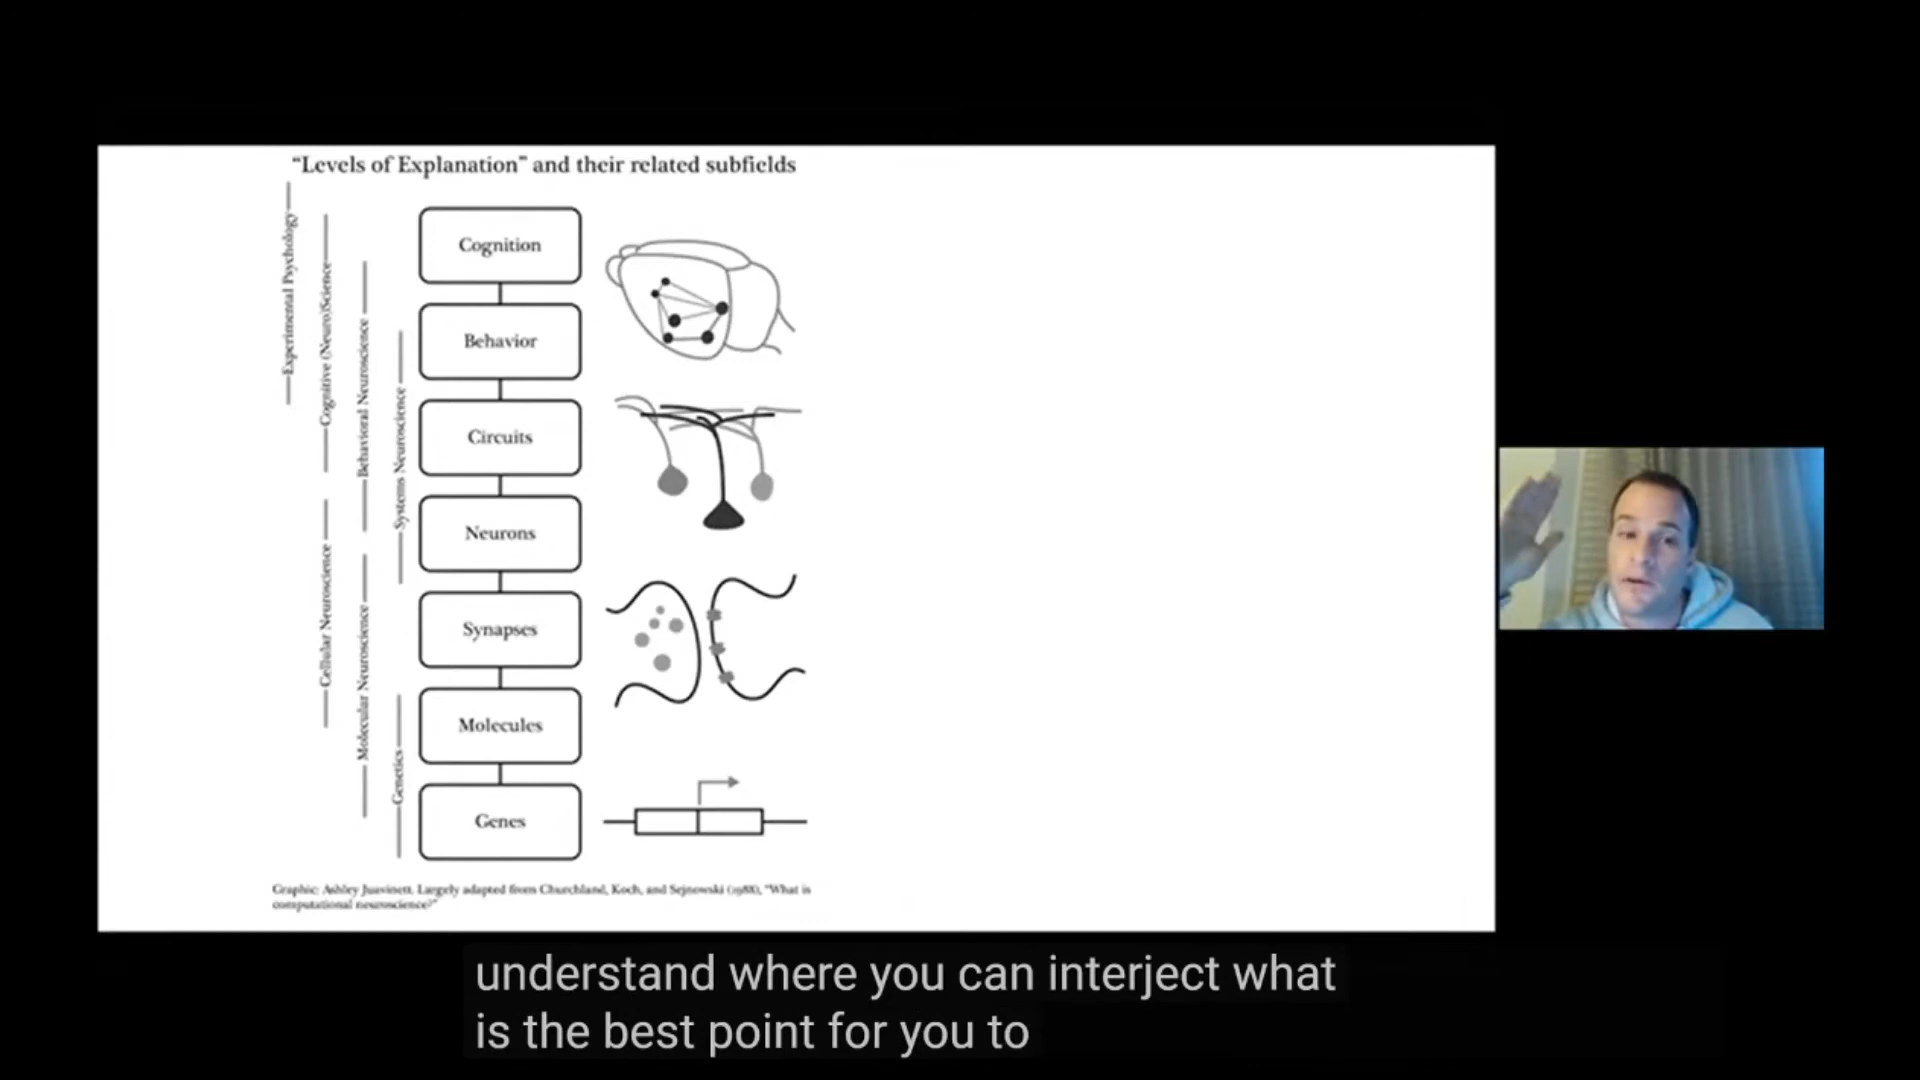 “Levels of Explanation” and their related subfields
Experimental Psychology
Cognitive (Neuro)Science
Behavioral Neuroscience
Systems Neuroscience
Cellular Neuroscience
Molecular Neuroscience
Genetics
Cognition
Behavior
Circuits
Neurons
Synapses
Molecules
Genes
Graphic: Ashley Juavinett. Largely adapted from Churchland, Koch, and Sejnowski (1988), “What is
computational neuroscience?”
understand where you can interject what
is the best point for you to